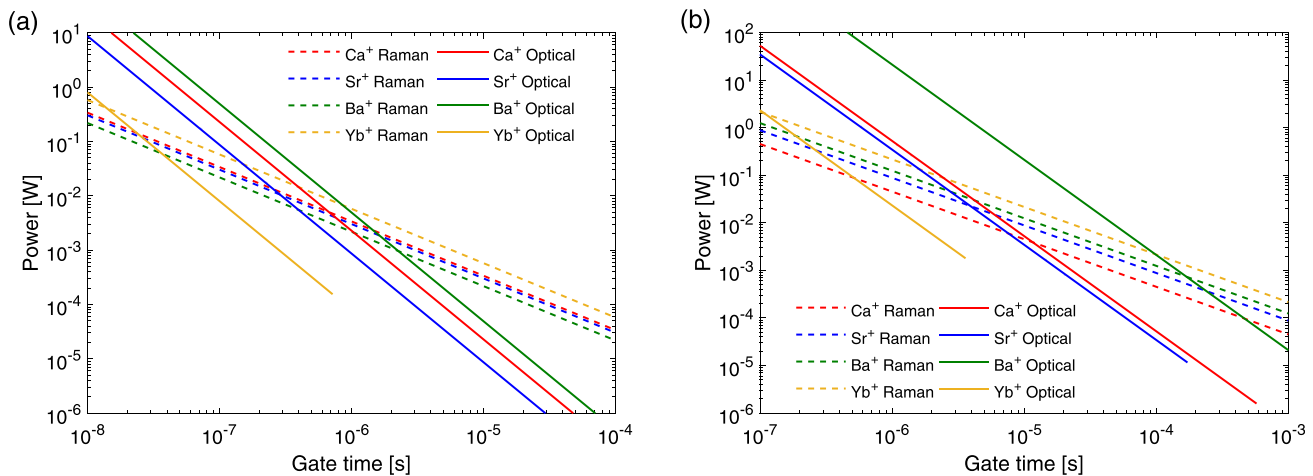 (a)
Power [W]
10^1
10^0
10^-1
10^-2
10^-3
10^-4
10^-5
10^-6
Ca^+ Raman Ca^+ Optical
Sr^+ Raman Sr^+ Optical
Ba^+ Raman Ba^+ Optical
Yb^+ Raman Yb^+ Optical
10^-8 10^-7 10^-6 10^-5 10^-4
Gate time [s]
(b)
Power [W]
10^2
10^1
10^0
10^-1
10^-2
10^-3
10^-4
10^-5
10^-6
Ca^+ Raman Ca^+ Optical
Sr^+ Raman Sr^+ Optical
Ba^+ Raman Ba^+ Optical
Yb^+ Raman Yb^+ Optical
10^-7 10^-6 10^-5 10^-4 10^-3
Gate time [s]